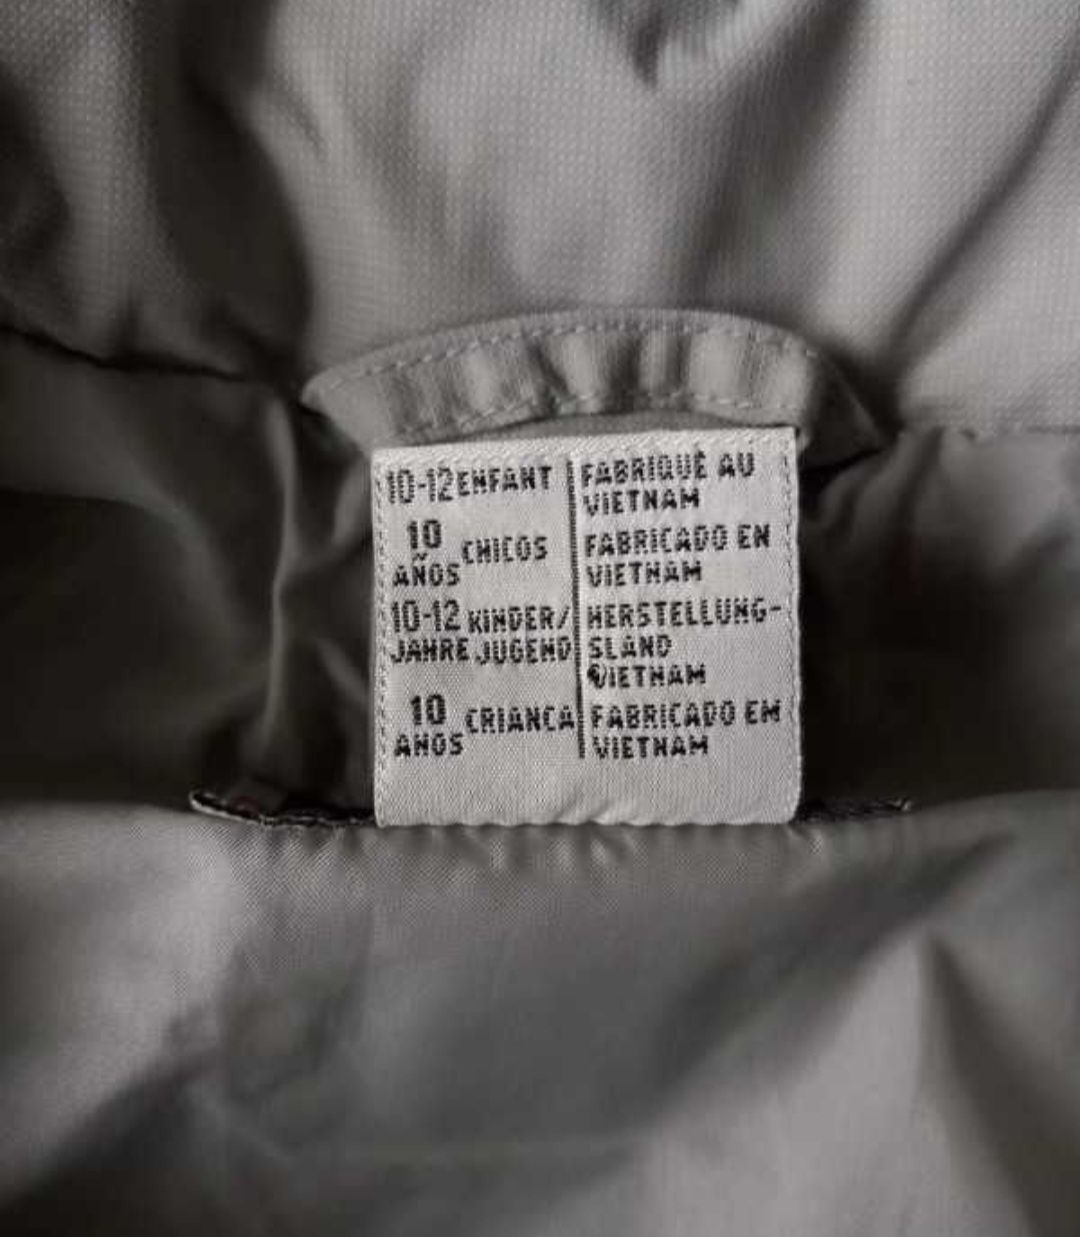 10-12 ENFANT
10 AÑOS CHICOS
10-12 JAHRE KINDER/ JUGEND
10 ANOS CRIANCA
FABRIQUÉ AU
VIETNAM
FABRICADO EN
VIETNAM
HERSTELLUNG-
SLAND
VIETNAM
FABRICADO EM
VIETNAM